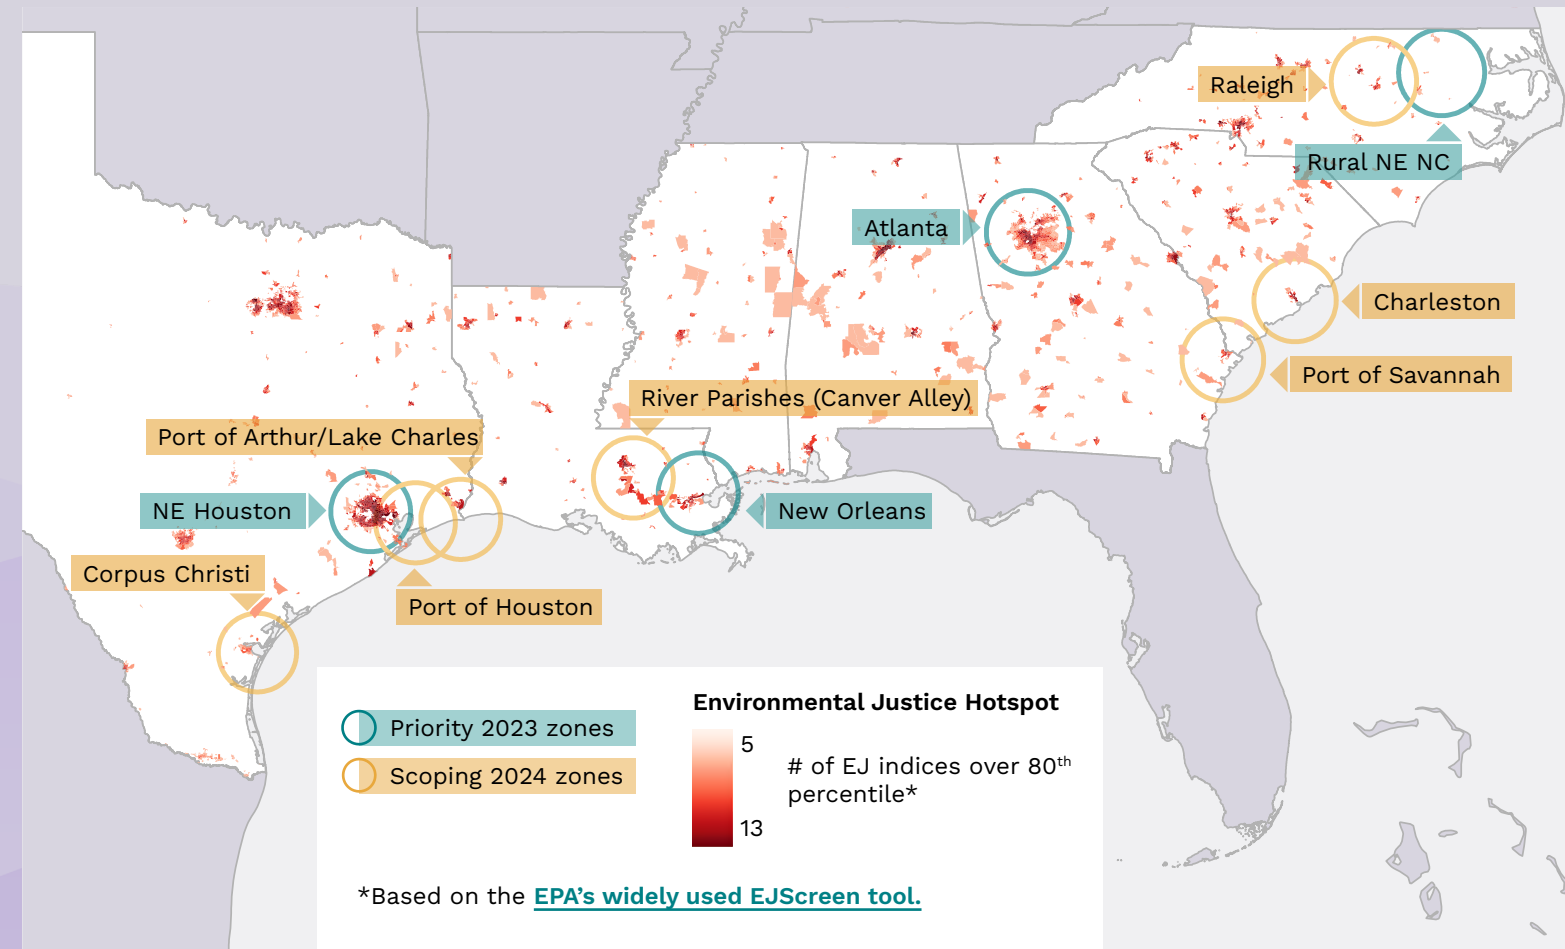 Raleigh
Rural NE NC
Atlanta
Charleston
Port of Savannah
River Parishes (Canver Alley)
Port of Arthur/Lake Charles
NE Houston
New Orleans
Corpus Christi
Port of Houston
Priority 2023 zones
Scoping 2024 zones
Environmental Justice Hotspot
5
# of EJ indices over 80th
percentile*
13
*Based on the EPA’s widely used EJScreen tool.